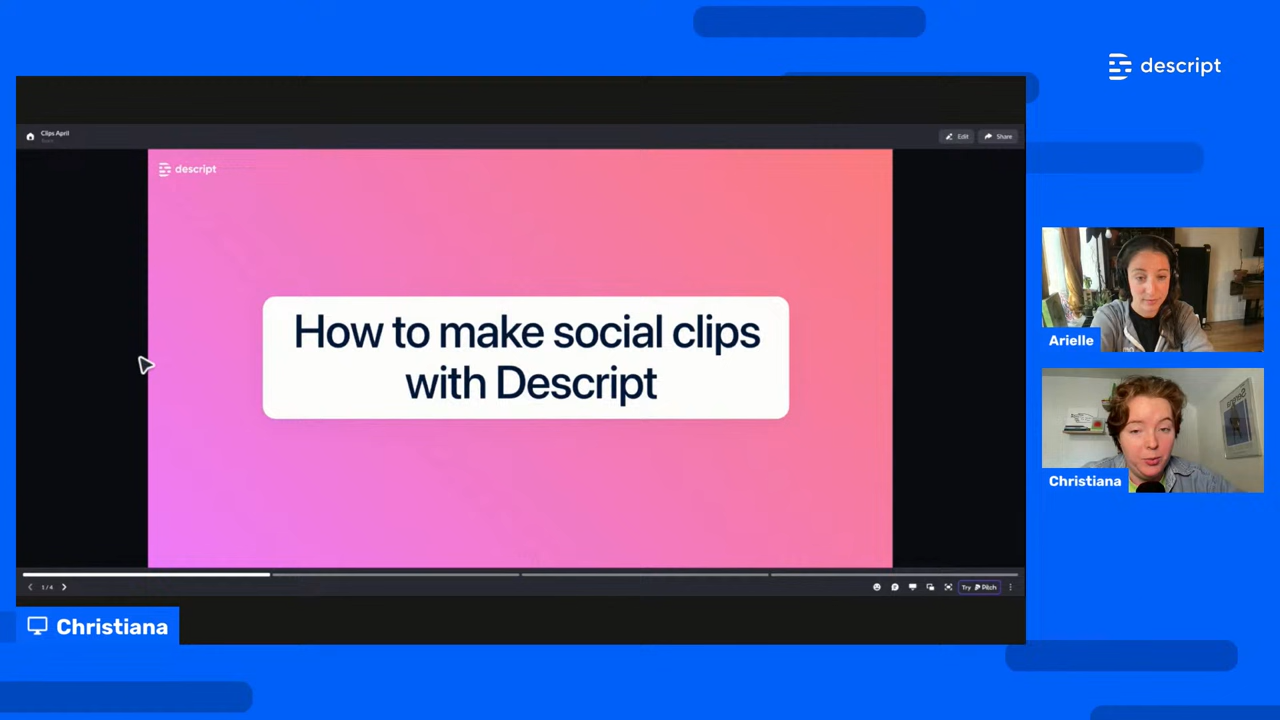 descript
Clips April
Edit
Share
descript
How to make social clips
with Descript
Arielle
Christiana
1/4
Try Pitch
Christiana